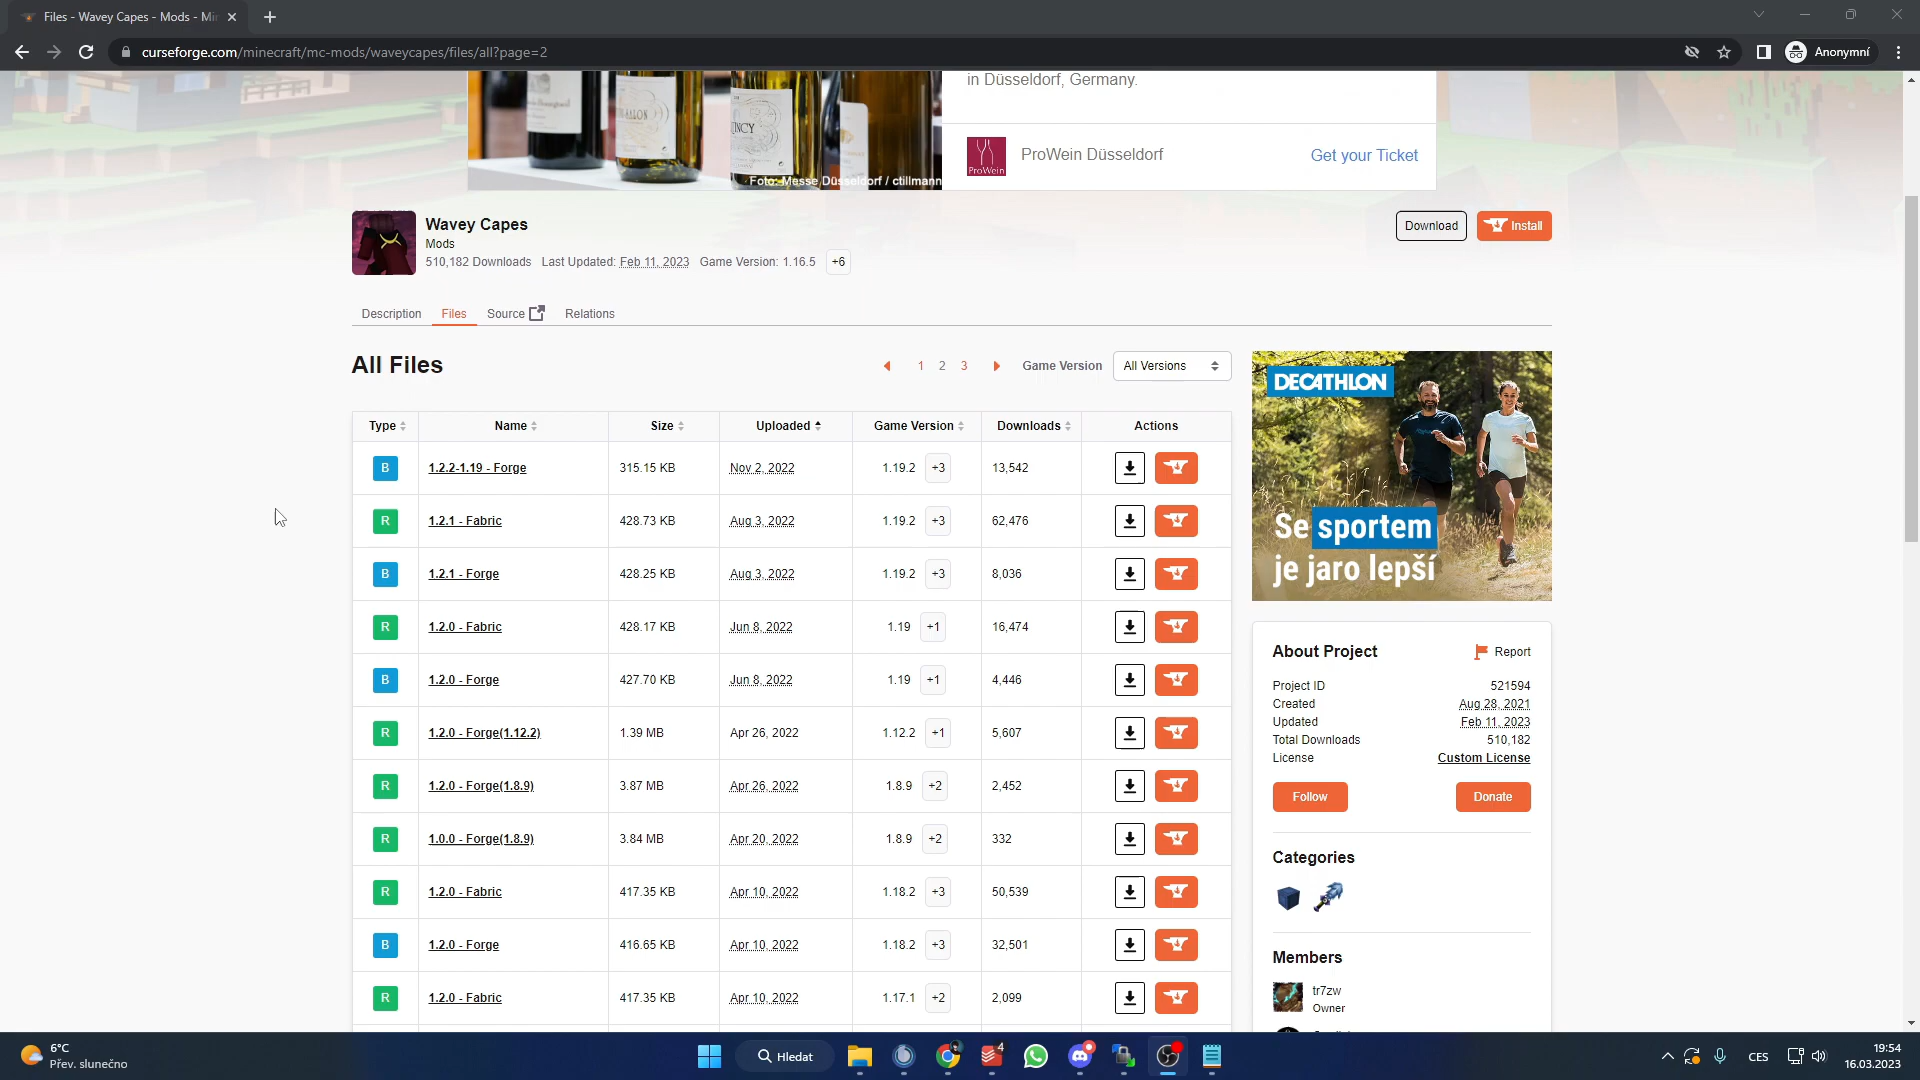 Files - Wavey Capes - Mods - Mi
curseforge.com/minecraft/mc-mods/waveycapes/files/all?page=2
Anonymní
in Düsseldorf, Germany.
Foto: Messe Düsseldorf / ctillmann
ProWein
ProWein Düsseldorf
Get your Ticket
Wavey Capes
Mods
510,182 Downloads Last Updated: Feb 11, 2023 Game Version: 1.16.5 +6
Download
Install
Description Files Source Relations
All Files
1 2 3 Game Version All Versions
Type Name Size Uploaded Game Version Downloads Actions
B 1.2.2-1.19 - Forge 315.15 KB Nov 2, 2022 1.19.2 +3 13,542
R 1.2.1 - Fabric 428.73 KB Aug 3, 2022 1.19.2 +3 62,476
B 1.2.1 - Forge 428.25 KB Aug 3, 2022 1.19.2 +3 8,036
R 1.2.0 - Fabric 428.17 KB Jun 8, 2022 1.19 +1 16,474
B 1.2.0 - Forge 427.70 KB Jun 8, 2022 1.19 +1 4,446
R 1.2.0 - Forge(1.12.2) 1.39 MB Apr 26, 2022 1.12.2 +1 5,607
R 1.2.0 - Forge(1.8.9) 3.87 MB Apr 26, 2022 1.8.9 +2 2,452
R 1.0.0 - Forge(1.8.9) 3.84 MB Apr 20, 2022 1.8.9 +2 332
R 1.2.0 - Fabric 417.35 KB Apr 10, 2022 1.18.2 +3 50,539
B 1.2.0 - Forge 416.65 KB Apr 10, 2022 1.18.2 +3 32,501
R 1.2.0 - Fabric 417.35 KB Apr 10, 2022 1.17.1 +2 2,099
DECATHLON
Se sportem
je jaro lepší
About Project Report
Project ID 521594
Created Aug 28, 2021
Updated Feb 11, 2023
Total Downloads 510,182
License Custom License
Follow Donate
Categories
Members
tr7zw
Owner
6°C
Přev. slunečno
Hledat
4
CES
19:54
16.03.2023